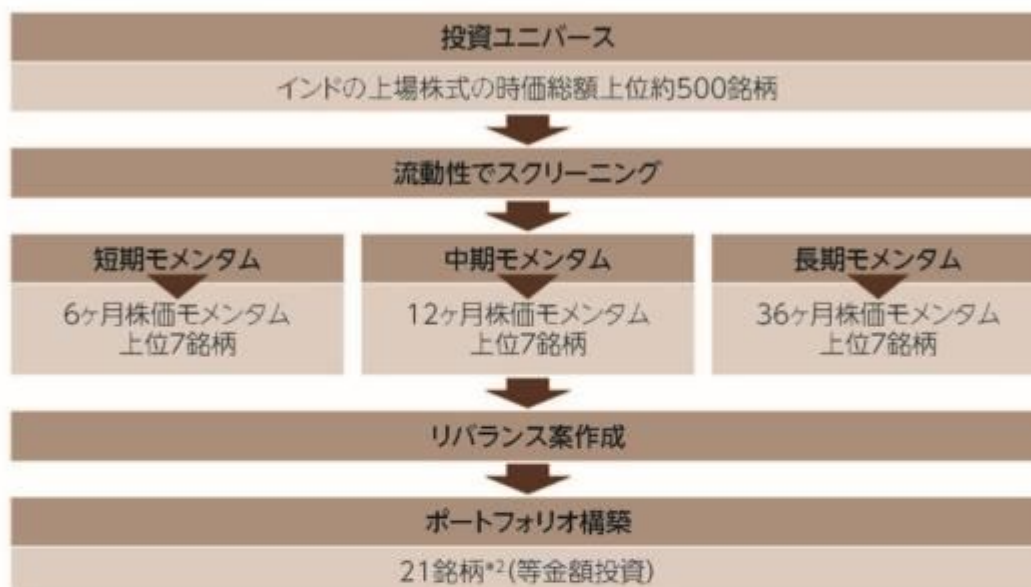 投資ユニバース
インドの上場株式の時価総額上位約500銘柄
流動性でスクリーニング
短期モメンタム
6ヶ月株価モメンタム
上位7銘柄
中期モメンタム
12ヶ月株価モメンタム
上位7銘柄
長期モメンタム
36ヶ月株価モメンタム
上位7銘柄
リバランス案作成
ポートフォリオ構築
21銘柄*2(等金額投資)